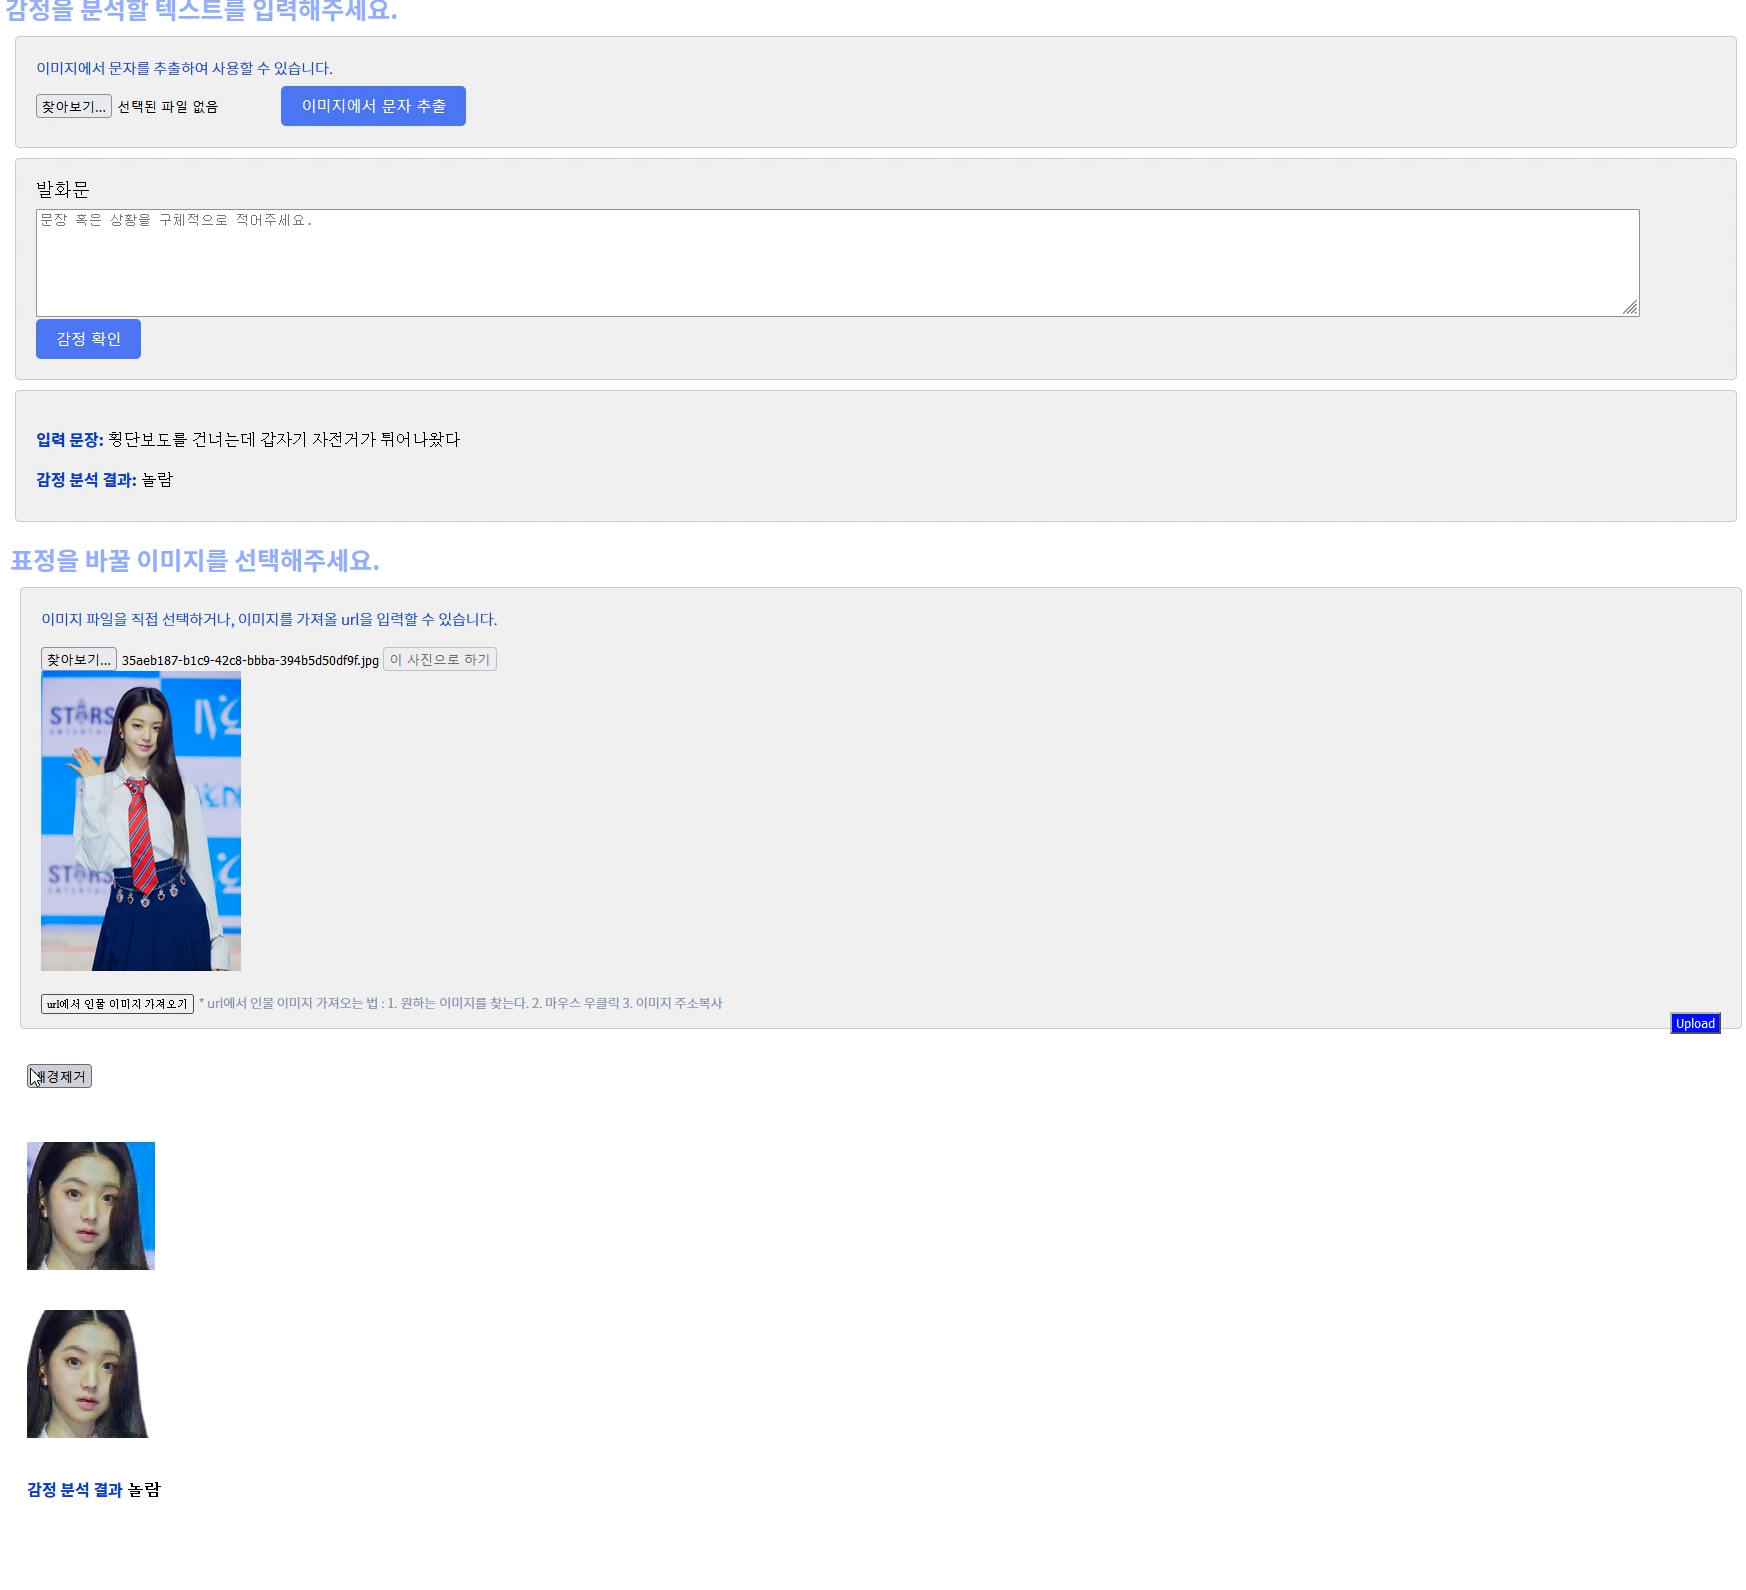 감정을 분석할 텍스트를 입력해주세요.
이미지에서 문자를 추출하여 사용할 수 있습니다.
찾아보기... 선택된 파일 없음 이미지에서 문자 추출
발화문
문장 혹은 상황을 구체적으로 적어주세요.
감정 확인
입력 문장: 횡단보도를 건너는데 갑자기 자전거가 튀어나왔다
감정 분석 결과: 놀람
표정을 바꿀 이미지를 선택해주세요.
이미지 파일을 직접 선택하거나, 이미지를 가져올 url을 입력할 수 있습니다.
찾아보기... 35aeb187-b1c9-42c8-bbba-394b5d50df9f.jpg 이 사진으로 하기
STARS
STARS
url에서 인물 이미지 가져오기 * url에서 인물 이미지 가져오는 법 : 1. 원하는 이미지를 찾는다. 2. 마우스 우클릭 3. 이미지 주소복사
Upload
배경제거
감정 분석 결과 놀람